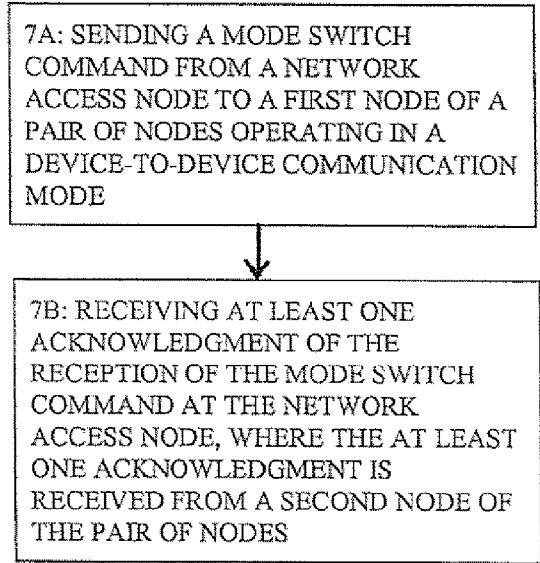 7A: SENDING A MODE SWITCH
COMMAND FROM A NETWORK
ACCESS NODE TO A FIRST NODE OF A
PAIR OF NODES OPERATING IN A
DEVICE-TO-DEVICE COMMUNICATION
MODE
7B: RECEIVING AT LEAST ONE
ACKNOWLEDGMENT OF THE
RECEPTION OF THE MODE SWITCH
COMMAND AT THE NETWORK
ACCESS NODE, WHERE THE AT LEAST
ONE ACKNOWLEDGMENT IS
RECEIVED FROM A SECOND NODE OF
THE PAIR OF NODES